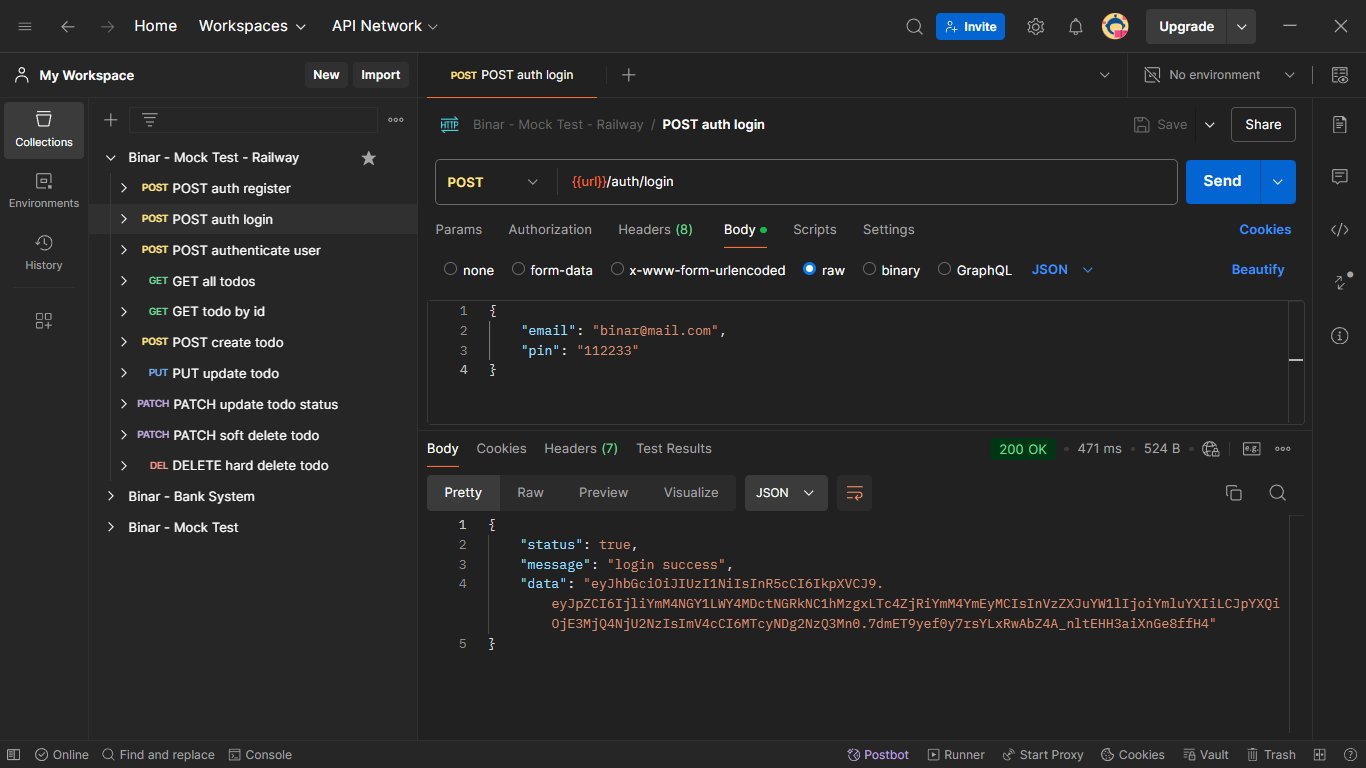 Home Workspaces API Network Invite Upgrade
My Workspace New Import POST POST auth login No environment
Collections
Environments
History
Binar - Mock Test - Railway
POST POST auth register
POST POST auth login
POST POST authenticate user
GET GET all todos
GET GET todo by id
POST POST create todo
PUT PUT update todo
PATCH PATCH update todo status
PATCH PATCH soft delete todo
DEL DELETE hard delete todo
Binar - Bank System
Binar - Mock Test
HTTP Binar - Mock Test - Railway / POST auth login Save Share
POST {{url}}/auth/login Send
Params Authorization Headers (8) Body Scripts Settings Cookies
none form-data x-www-form-urlencoded raw binary GraphQL JSON Beautify
1 {
2 "email": "binar@mail.com",
3 "pin": "112233"
4 }
Body Cookies Headers (7) Test Results 200 OK 471 ms 524 B e.g.
Pretty Raw Preview Visualize JSON
1 {
2 "status": true,
3 "message": "login success",
4 "data": "eyJhbGciOiJIUzI1NiIsInR5cCI6IkpXVCJ9.
eyJpZCI6IjliYmM4NGY1LWY4MDctNGRkNC1hMzgxLTc4ZjRiYmM4YmEyMCIsInVzZXJuYW1lIjoiYmluYXIiLCJpYXQi
OjE3MjQ4NjU2NzIsImV4cCI6MTcyNDg2NzQ3Mn0.7dmET9yef0y7rsYLxRwAbZ4A_nltEHH3aiXnGe8ffH4"
5 }
Online Find and replace Console Postbot Runner Start Proxy Cookies Vault Trash